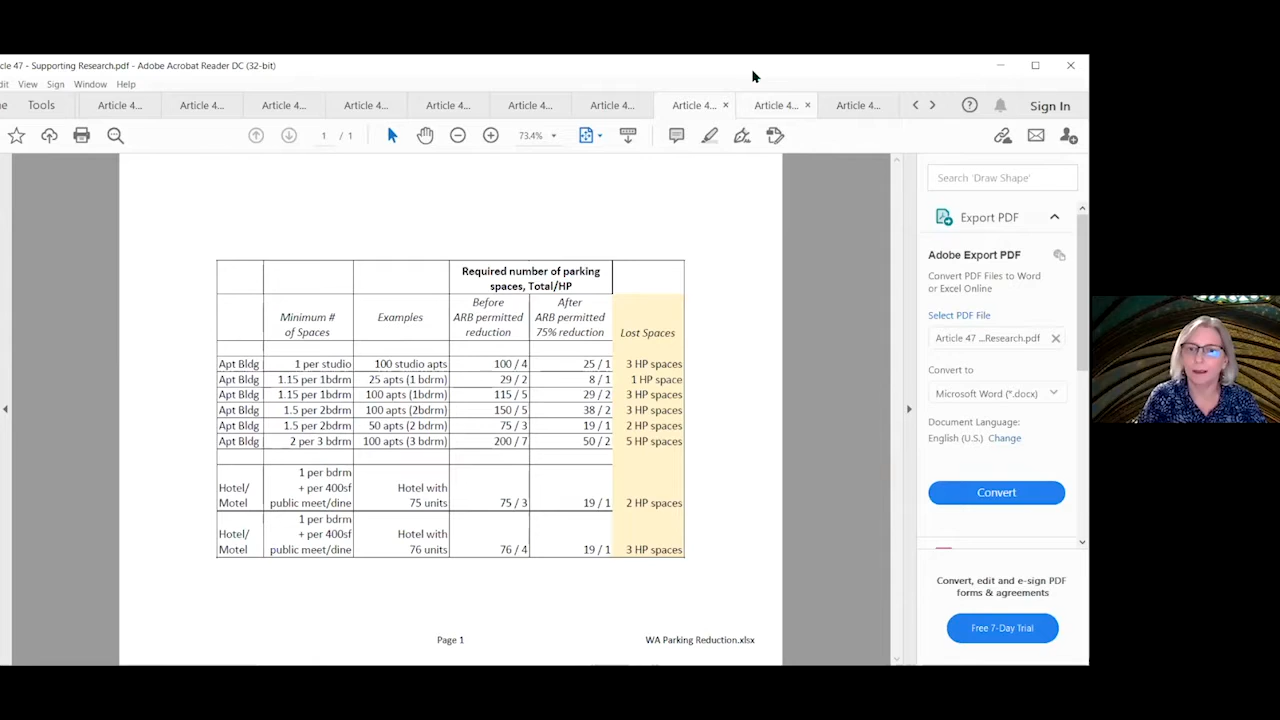 cle 47 - Supporting Research.pdf - Adobe Acrobat Reader DC (32-bit)
dit View Sign Window Help
e Tools Article 4... Article 4... Article 4... Article 4... Article 4... Article 4... Article 4... Article 4... × Article 4... × Article 4... Sign In
1 / 1 73.4%
Search 'Draw Shape'
Export PDF
Adobe Export PDF
Convert PDF Files to Word
or Excel Online
Select PDF File
Article 47 ...Research.pdf
Convert to
Microsoft Word (*.docx)
Document Language:
English (U.S.) Change
Convert
Convert, edit and e-sign PDF
forms & agreements
Free 7-Day Trial
Required number of parking
spaces, Total/HP
Minimum #
of Spaces
Examples
Before
ARB permitted
reduction
After
ARB permitted
75% reduction
Lost Spaces
Apt Bldg 1 per studio 100 studio apts 100 / 4 25 / 1 3 HP spaces
Apt Bldg 1.15 per 1bdrm 25 apts (1 bdrm) 29 / 2 8 / 1 1 HP space
Apt Bldg 1.15 per 1bdrm 100 apts (1bdrm) 115 / 5 29 / 2 3 HP spaces
Apt Bldg 1.5 per 2bdrm 100 apts (2bdrm) 150 / 5 38 / 2 3 HP spaces
Apt Bldg 1.5 per 2bdrm 50 apts (2 bdrm) 75 / 3 19 / 1 2 HP spaces
Apt Bldg 2 per 3 bdrm 100 apts (3 bdrm) 200 / 7 50 / 2 5 HP spaces
1 per bdrm
Hotel/ + per 400sf Hotel with
Motel public meet/dine 75 units 75 / 3 19 / 1 2 HP spaces
1 per bdrm
Hotel/ + per 400sf Hotel with
Motel public meet/dine 76 units 76 / 4 19 / 1 3 HP spaces
Page 1 WA Parking Reduction.xlsx